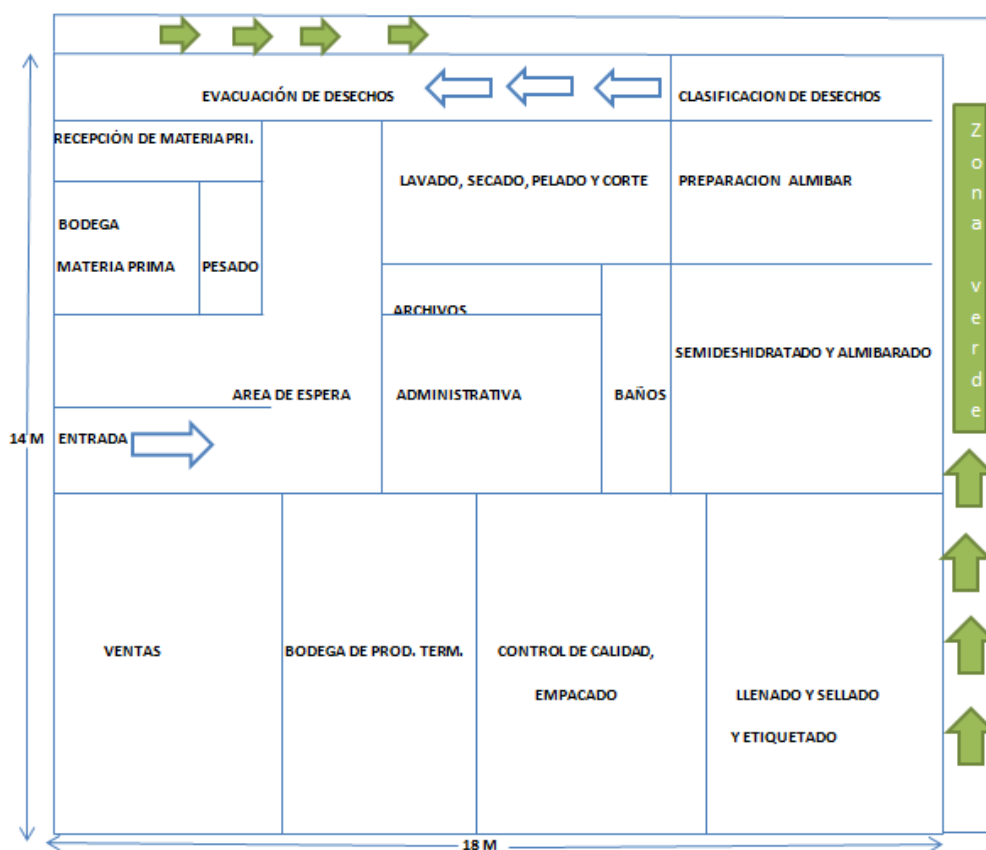 EVACUACIÓN DE DESECHOS
CLASIFICACION DE DESECHOS
RECEPCIÓN DE MATERIA PRI.
LAVADO, SECADO, PELADO Y CORTE
PREPARACION ALMIBAR
BODEGA
MATERIA PRIMA
PESADO
ARCHIVOS
SEMIDESHIDRATADO Y ALMIBARADO
AREA DE ESPERA
ADMINISTRATIVA
BAÑOS
14 M
ENTRADA
Zona verde
VENTAS
BODEGA DE PROD. TERM.
CONTROL DE CALIDAD,
EMPACADO
LLENADO Y SELLADO
Y ETIQUETADO
18 M